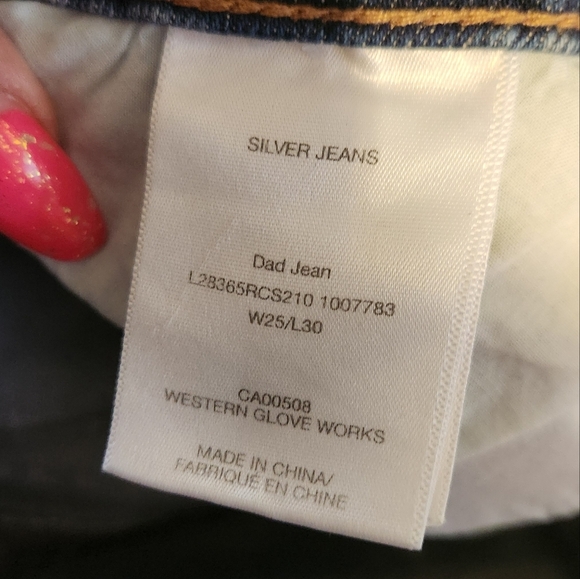 SILVER JEANS
Dad Jean
L28365RCS210 1007783
W25/L30
CA00508
WESTERN GLOVE WORKS
MADE IN CHINA/
FABRIQUÉ EN CHINE